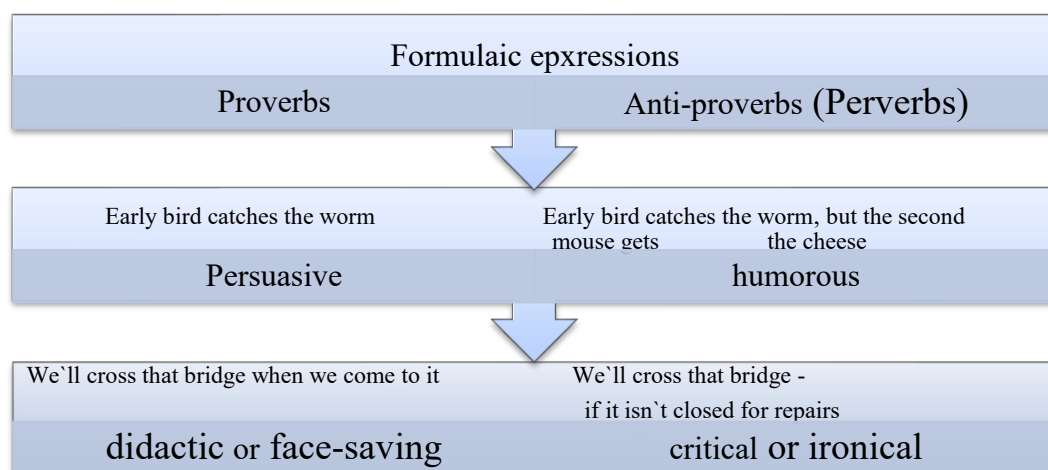 Formulaic epxressions
Proverbs
Anti-proverbs (Perverbs)
Early bird catches the worm
Early bird catches the worm, but the second
mouse gets the cheese
Persuasive
humorous
We`ll cross that bridge when we come to it
We`ll cross that bridge -
if it isn`t closed for repairs
didactic or face-saving
critical or ironical